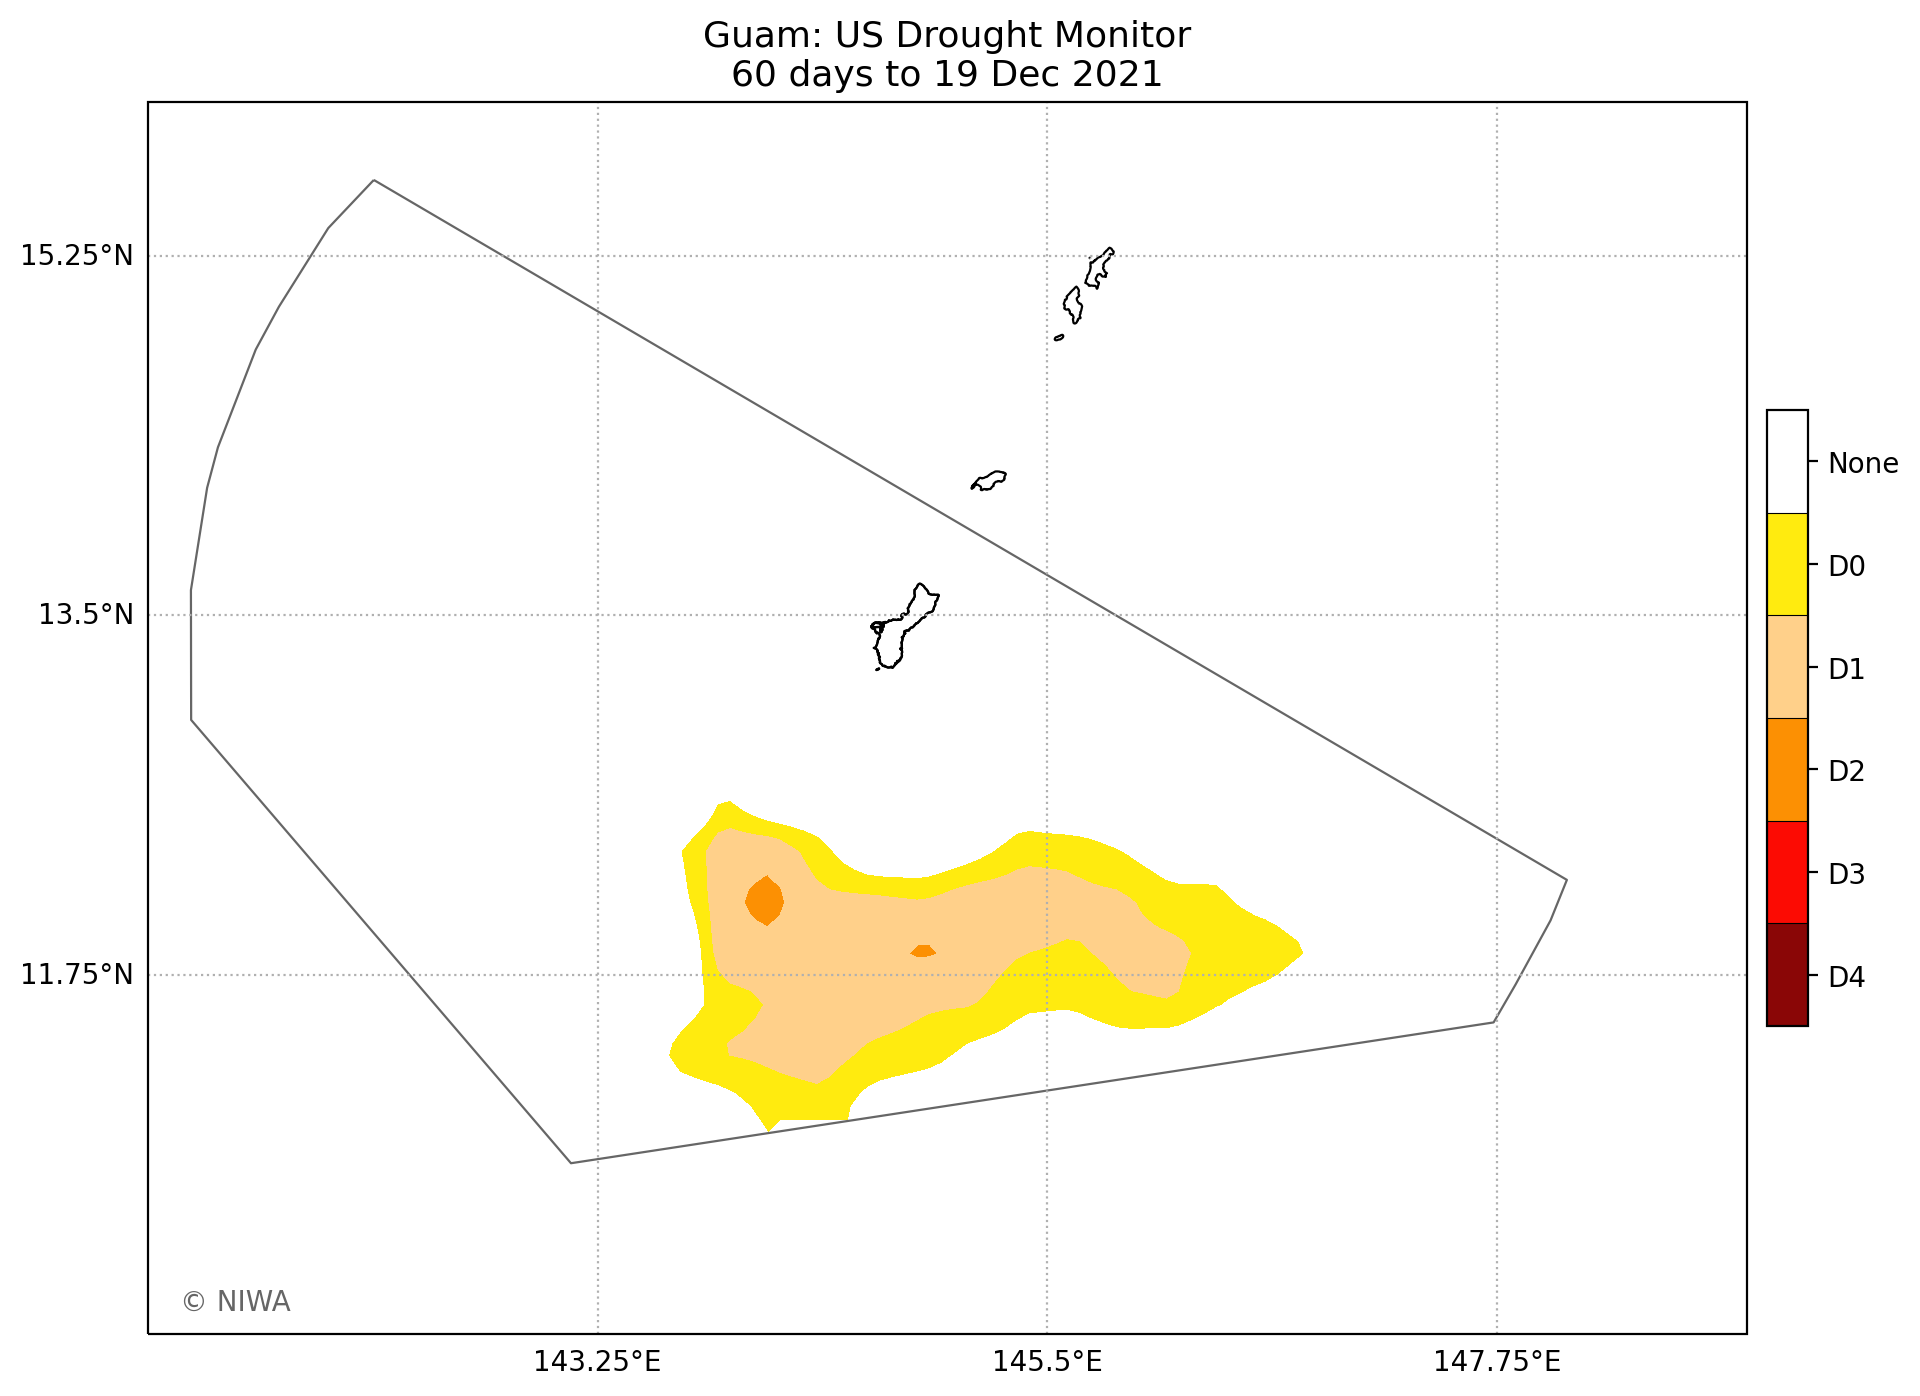 Guam: US Drought Monitor
60 days to 19 Dec 2021
15.25°N
13.5°N
11.75°N
143.25°E
145.5°E
147.75°E
None
D0
D1
D2
D3
D4
© NIWA